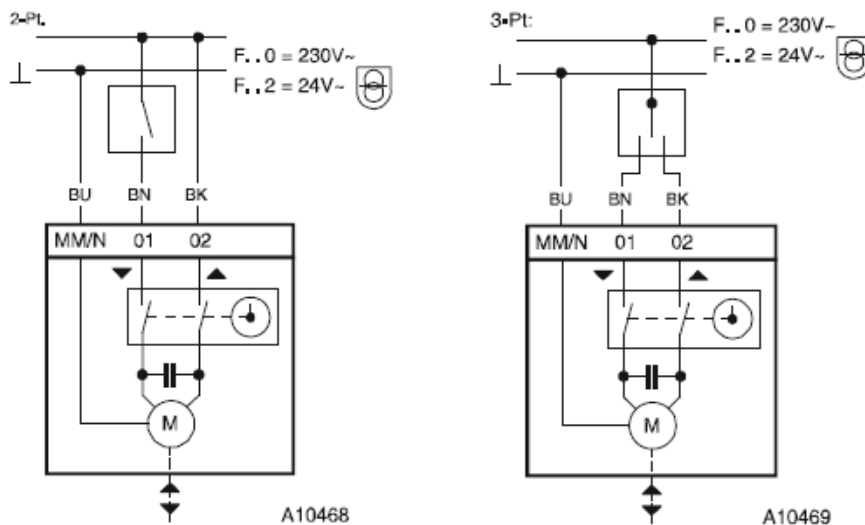 2-Pt.
F..0 = 230V~
F..2 = 24V~
⊥
BU BN BK
MM/N 01 02
M
A10468
3-Pt:
F..0 = 230V~
F..2 = 24V~
⊥
BU BN BK
MM/N 01 02
M
A10469